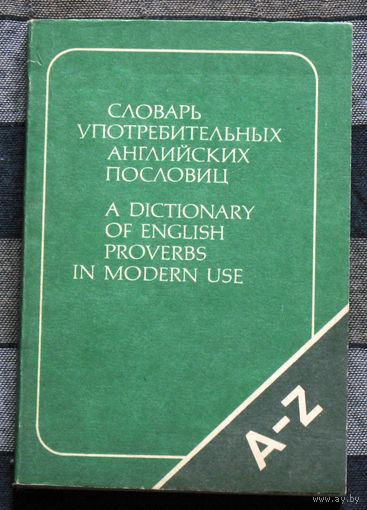 СЛОВАРЬ
УПОТРЕБИТЕЛЬНЫХ
АНГЛИЙСКИХ
ПОСЛОВИЦ
A DICTIONARY
OF ENGLISH
PROVERBS
IN MODERN USE
A-Z
www.ay.by